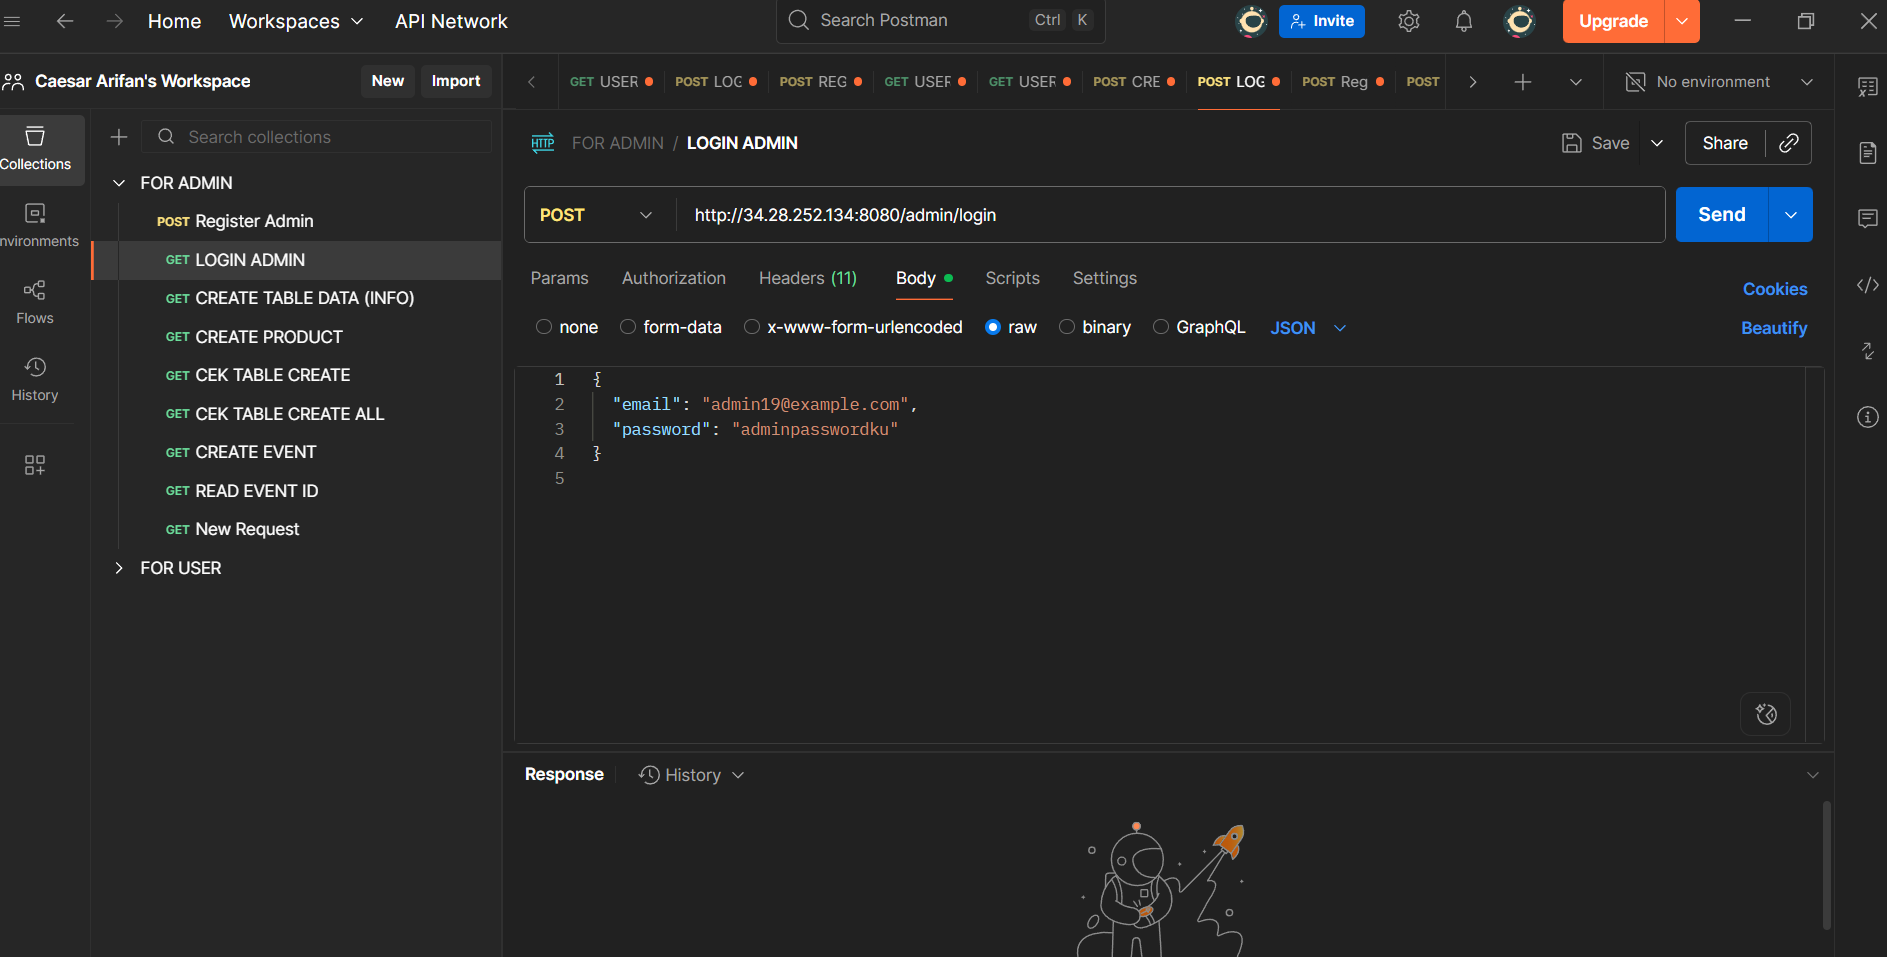 Home Workspaces API Network Search Postman Ctrl K Invite Upgrade
Caesar Arifan's Workspace New Import
GET USER POST LOG POST REG GET USER GET USER POST CRE POST LOG POST Reg POST No environment
Collections
Search collections
FOR ADMIN / LOGIN ADMIN Save Share
FOR ADMIN
POST Register Admin
GET LOGIN ADMIN
GET CREATE TABLE DATA (INFO)
GET CREATE PRODUCT
GET CEK TABLE CREATE
GET CEK TABLE CREATE ALL
GET CREATE EVENT
GET READ EVENT ID
GET New Request
FOR USER
nvironments
Flows
History
POST http://34.28.252.134:8080/admin/login Send
Params Authorization Headers (11) Body Scripts Settings Cookies
none form-data x-www-form-urlencoded raw binary GraphQL JSON Beautify
1 {
2 "email": "admin19@example.com",
3 "password": "adminpasswordku"
4 }
5
Response History